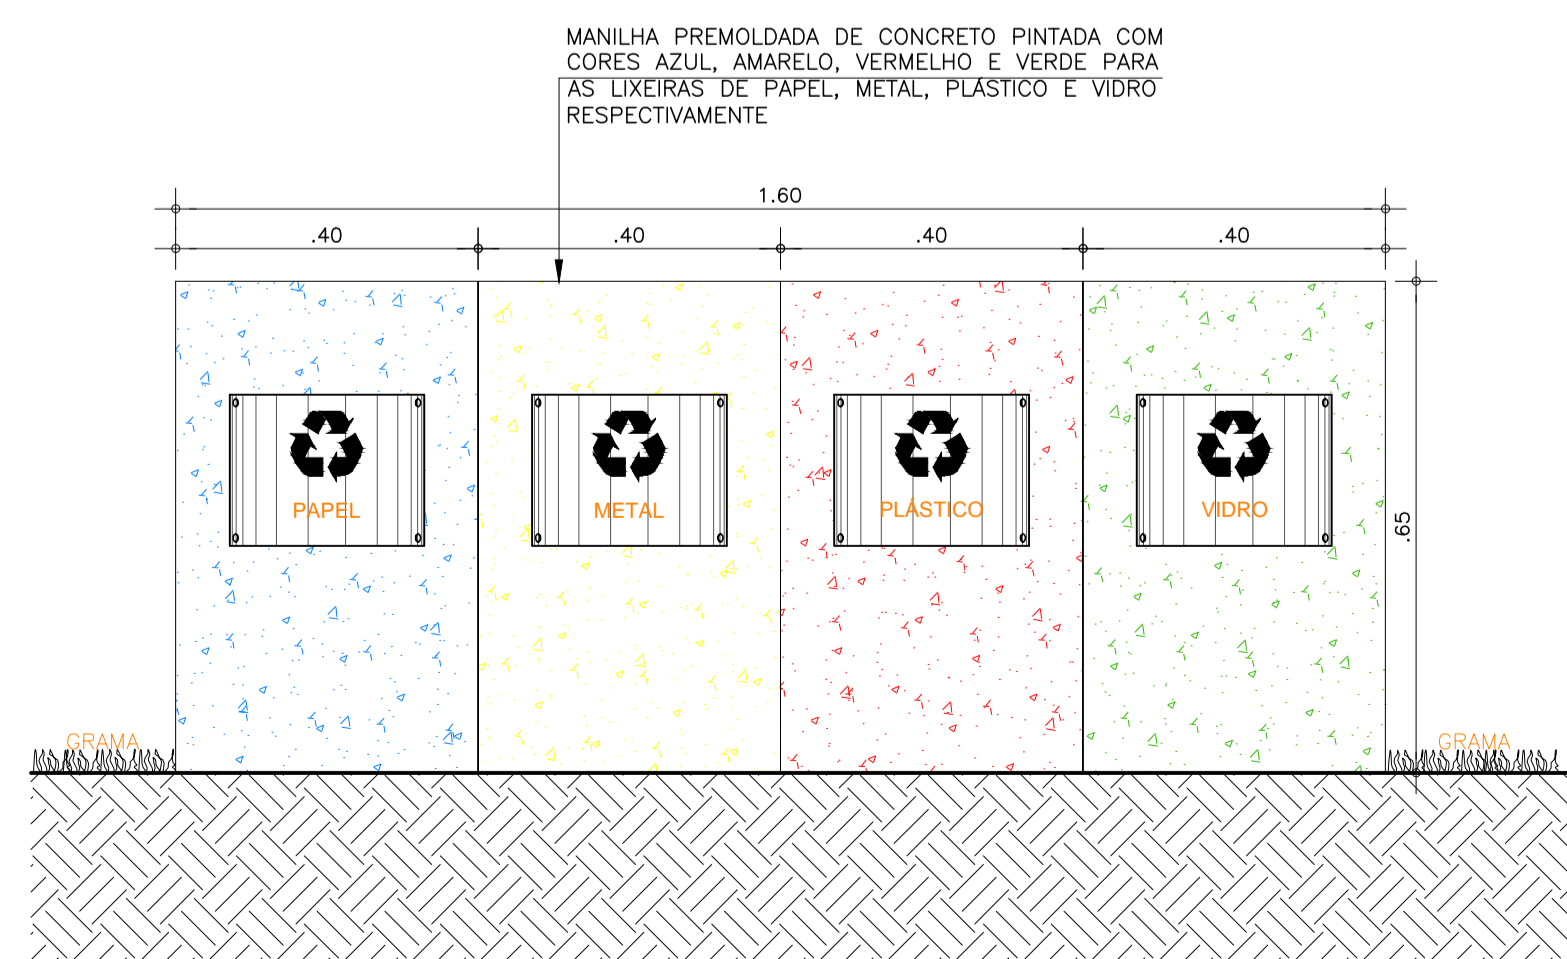 MANILHA PREMOLDADA DE CONCRETO PINTADA COM
CORES AZUL, AMARELO, VERMELHO E VERDE PARA
AS LIXEIRAS DE PAPEL, METAL, PLÁSTICO E VIDRO
RESPECTIVAMENTE
1.60
.40 .40 .40 .40
PAPEL METAL PLÁSTICO VIDRO
.65
GRAMA GRAMA